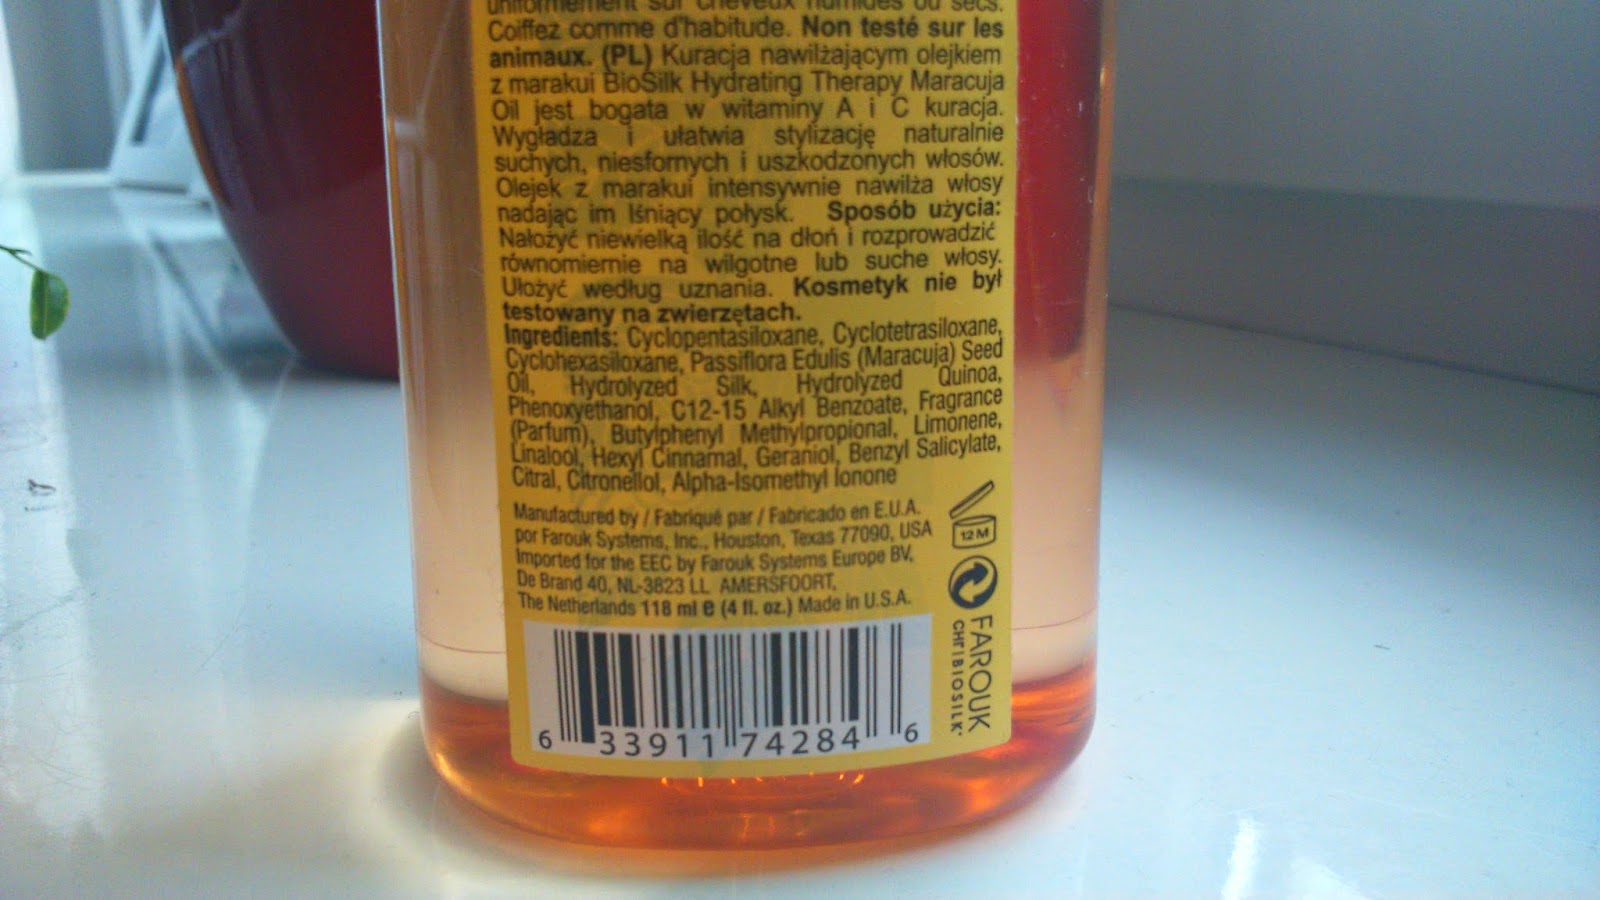 uniformément sur cheveux humides ou secs.
Coiffez comme d'habitude. Non testé sur les
animaux. (PL) Kuracja nawilżającym olejkiem
z marakui BioSilk Hydrating Therapy Maracuja
Oil jest bogata w witaminy A i C kuracja.
Wygładza i ułatwia stylizację naturalnie
suchych, niesfornych i uszkodzonych włosów.
Olejek z marakui intensywnie nawilża włosy
nadając im lśniący połysk. Sposób użycia:
Nałożyć niewielką ilość na dłoń i rozprowadzić
równomiernie na wilgotne lub suche włosy.
Ułożyć według uznania. Kosmetyk nie był
testowany na zwierzętach.
Ingredients: Cyclopentasiloxane, Cyclotetrasiloxane,
Cyclohexasiloxane, Passiflora Edulis (Maracuja) Seed
Oil, Hydrolyzed Silk, Hydrolyzed Quinoa,
Phenoxyethanol, C12-15 Alkyl Benzoate, Fragrance
(Parfum), Butylphenyl Methylpropional, Limonene,
Linalool, Hexyl Cinnamal, Geraniol, Benzyl Salicylate,
Citral, Citronellol, Alpha-Isomethyl Ionone
Manufactured by / Fabriqué par / Fabricado en E.U.A.
por Farouk Systems, Inc., Houston, Texas 77090, USA
Imported for the EEC by Farouk Systems Europe BV,
De Brand 40, NL-3823 LL AMERSFOORT,
The Netherlands 118 ml e (4 fl. oz.) Made in U.S.A.
12 M
FAROUK
CHI BIOSILK
6 33911 74284 6